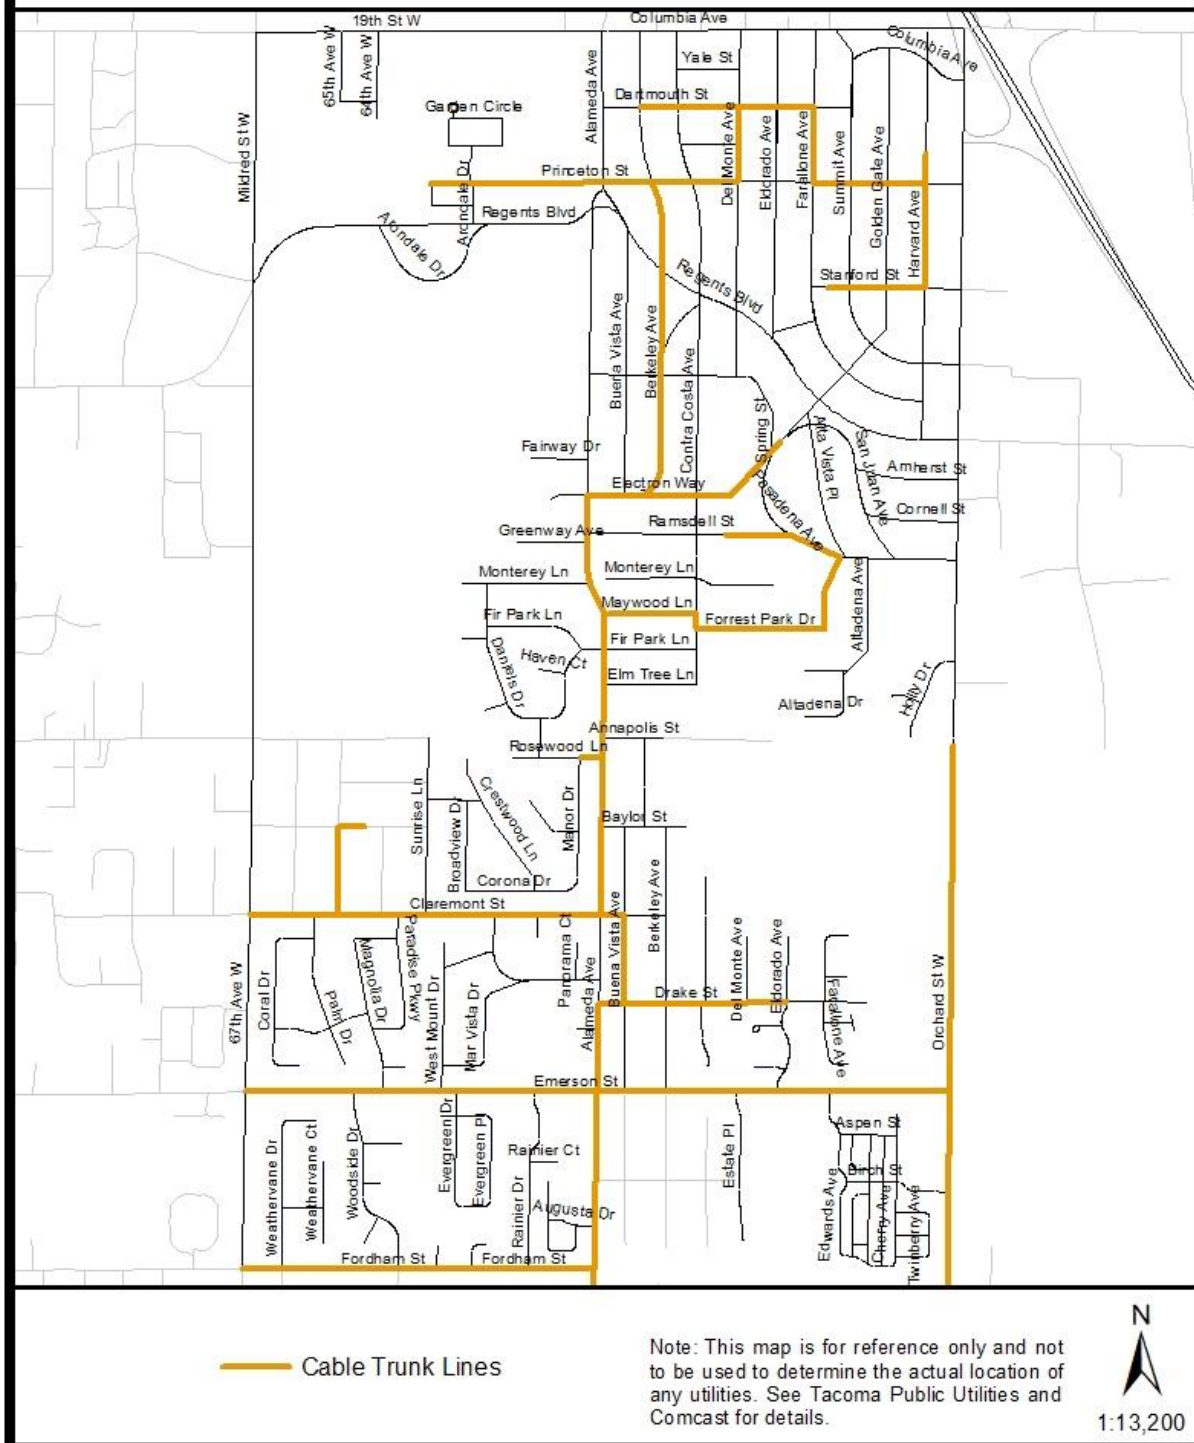 19th St W
Columbia Ave
Columbia Ave
65th Ave W
64th Ave W
Yale St
Alameda Ave
Dartmouth St
Garden Circle
Mildred St W
Del Monte Ave
Eldorado Ave
Farallone Ave
Summit Ave
Golden Gate Ave
Harvard Ave
Princeton St
Arondale Dr
Regents Blvd
Arondale Dr
Regents Blvd
Stanford St
Buena Vista Ave
Berkeley Ave
Contra Costa Ave
Spring St
Alta Vista Pl
San Juan Ave
Fairway Dr
Amherst St
Electron Way
Pasadena Ave
Cornell St
Greenway Ave
Ramsdell St
Monterey Ln
Monterey Ln
Maywood Ln
Altadena Ave
Fir Park Ln
Forrest Park Dr
Fir Park Ln
Daniels Dr
Haven Ct
Elm Tree Ln
Altadena Dr
Holly Dr
Annapolis St
Rosewood Ln
Sunrise Ln
Broadview Dr
Crestwood Ln
Manor Dr
Baylor St
Corona Dr
Berkeley Ave
Claremont St
Buena Vista Ave
Paradise Pkwy
Panorama Ct
Del Monte Ave
Eldorado Ave
67th Ave W
Coral Dr
Palm Dr
Magnolia Dr
West Mount Dr
Mar Vista Dr
Alameda Ave
Drake St
Farallone Ave
Orchard St W
Emerson St
Weathervane Dr
Weathervane Ct
Woodside Dr
Evergreen Dr
Evergreen Pl
Rainier Ct
Rainier Dr
Augusta Dr
Estate Pl
Aspen St
Birch St
Edwards Ave
Cherry Ave
Twinberry Ave
Fordham St
Fordham St
Cable Trunk Lines
Note: This map is for reference only and not
to be used to determine the actual location of
any utilities. See Tacoma Public Utilities and
Comcast for details.
N
1:13,200